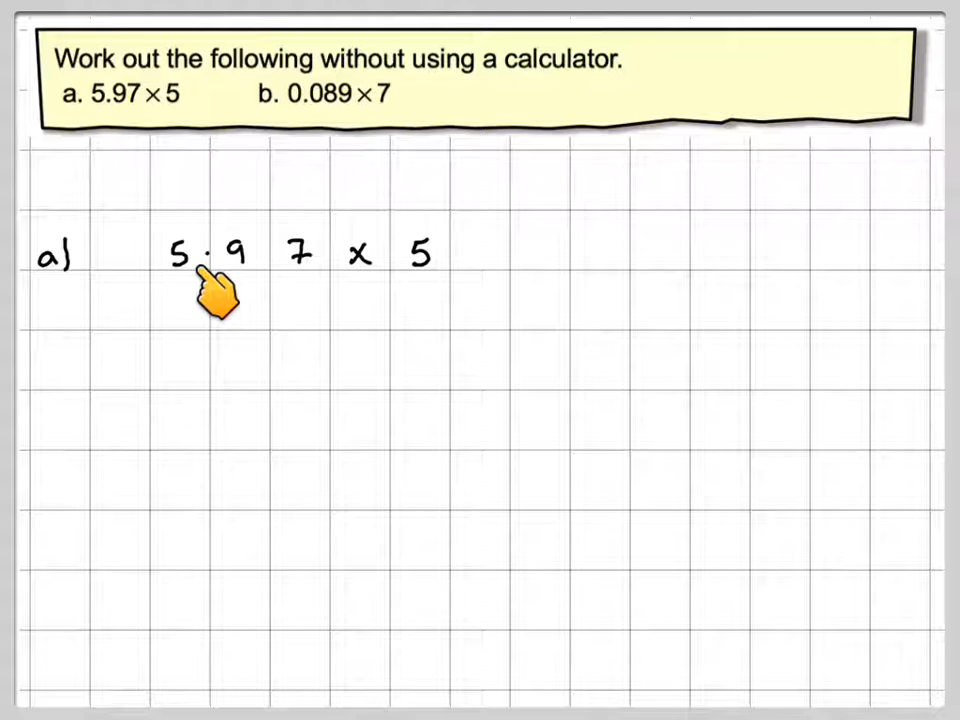 Work out the following without using a calculator.
a. 5.97×5 b. 0.089×7
a) 5.97 x 5